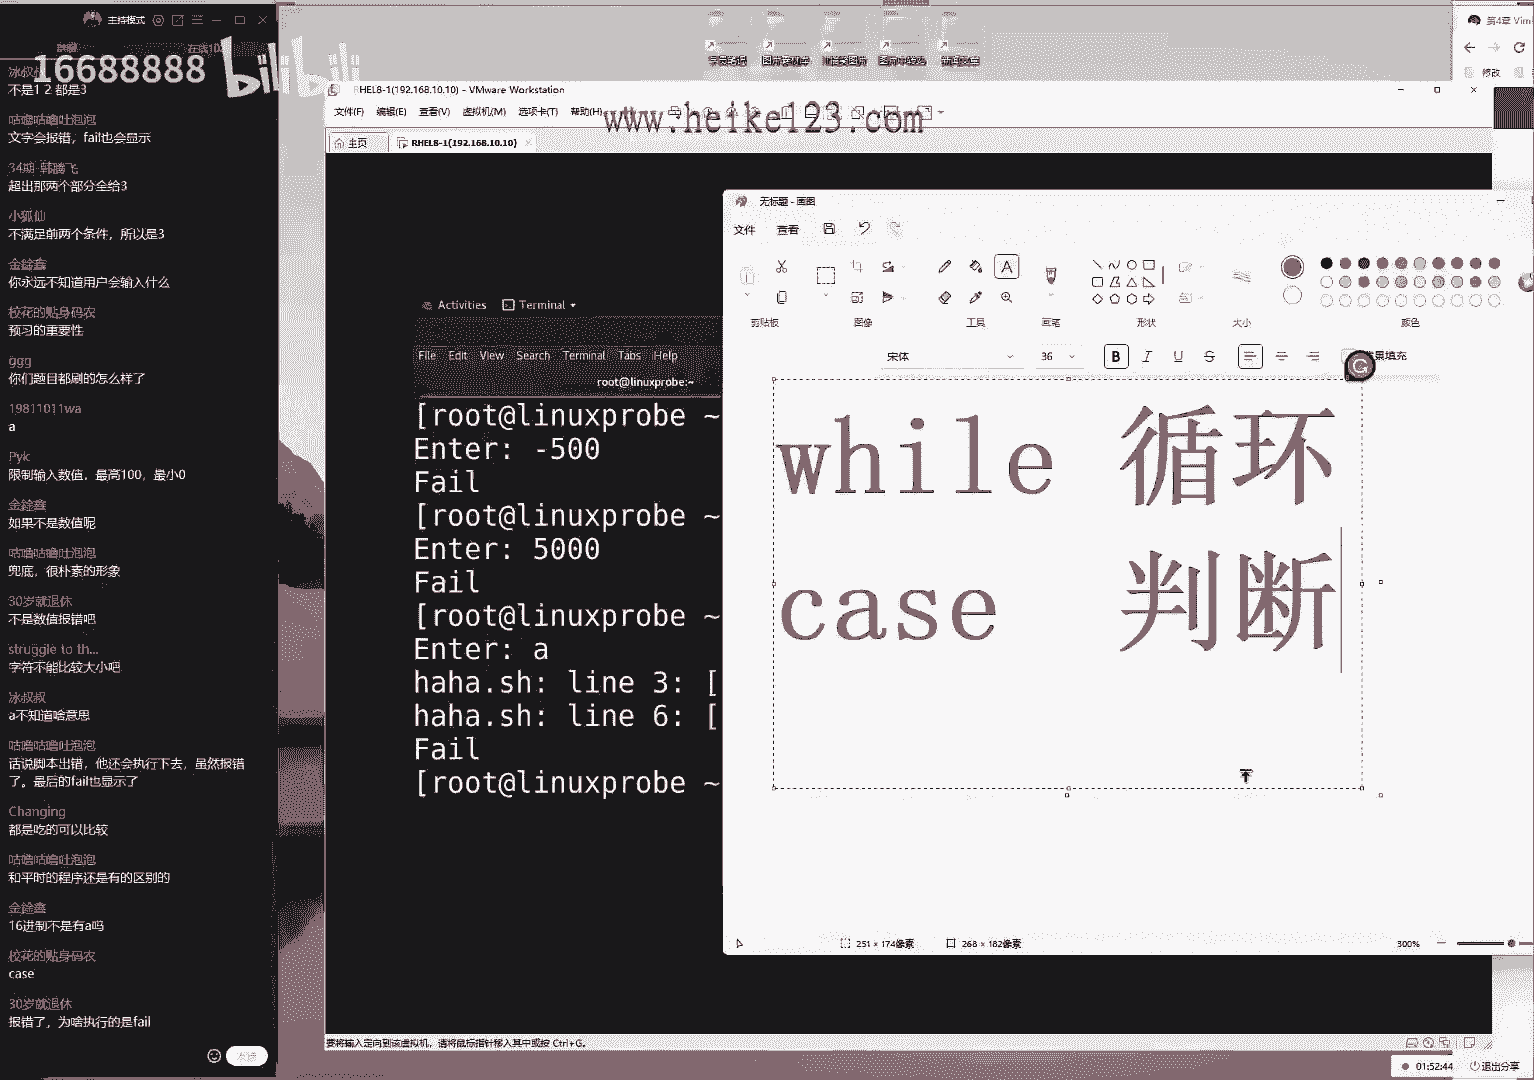 主持模式
16688888
bilibili
不是1 2 都是3
咕噜咕噜吐泡泡
文字会报错，fail也会显示
34期-韩腾飞
超出那两个部分全给3
小狐仙
不满足前两个条件，所以是3
金鍂鑫
你永远不知道用户会输入什么
校花的贴身码农
预习的重要性
ggg
你们题目都刷的怎么样了
19811011wa
a
Pyk
限制输入数值，最高100，最小0
金鍂鑫
如果不是数值呢
咕噜咕噜吐泡泡
兜底，很朴素的形象
30岁就退休
不是数值报错吧
struggle to th...
字符不能比较大小吧
冰叔叔
a不知道啥意思
咕噜咕噜吐泡泡
话说脚本出错，他还会执行下去，虽然报错
了。最后的fail也显示了
Changing
都是吃的可以比较
咕噜咕噜吐泡泡
和平时的程序还是有的区别的
金鍂鑫
16进制不是有a吗
校花的贴身码农
case
30岁就退休
报错了，为啥执行的是fail
发送
RHEL8-1(192.168.10.10) - VMware Workstation
文件(F) 编辑(E) 查看(V) 虚拟机(M) 选项卡(T) 帮助(H)
www.heike123.com
主页
RHEL8-1(192.168.10.10)
Activities Terminal
File Edit View Search Terminal Tabs Help
root@linuxprobe:~
[root@linuxprobe ~
Enter: -500
Fail
[root@linuxprobe ~
Enter: 5000
Fail
[root@linuxprobe ~
Enter: a
haha.sh: line 3: [
haha.sh: line 6: [
Fail
[root@linuxprobe ~
要将输入定向到该虚拟机，请将鼠标指针移入其中或按 Ctrl+G。
第4章 Vim
修改
无标题 - 画图
文件 查看
剪贴板 图像 工具 画笔 形状 大小 颜色
宋体 36 B I U S
while 循环
case 判断
251 × 174像素 268 × 182像素 300%
01:52:44 退出分享